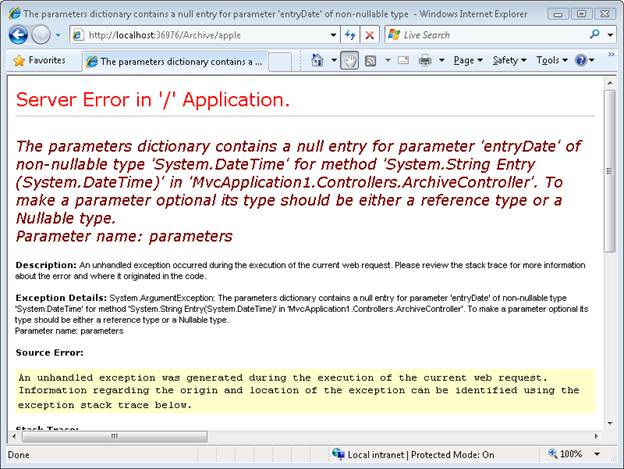 The parameters dictionary contains a null entry for parameter 'entryDate' of non-nullable type - Windows Internet Explorer
http://localhost:36976/Archive/apple
Live Search
Favorites
The parameters dictionary contains a ...
Page
Safety
Tools
Server Error in '/' Application.
The parameters dictionary contains a null entry for parameter 'entryDate' of
non-nullable type 'System.DateTime' for method 'System.String Entry
(System.DateTime)' in 'MvcApplication1.Controllers.ArchiveController'. To
make a parameter optional its type should be either a reference type or a
Nullable type.
Parameter name: parameters
Description: An unhandled exception occurred during the execution of the current web request. Please review the stack trace for more information
about the error and where it originated in the code.
Exception Details: System.ArgumentException: The parameters dictionary contains a null entry for parameter 'entryDate' of non-nullable type
'System.DateTime' for method 'System.String Entry(System.DateTime)' in 'MvcApplication1.Controllers.ArchiveController'. To make a parameter optional its
type should be either a reference type or a Nullable type.
Parameter name: parameters
Source Error:
An unhandled exception was generated during the execution of the current web request.
Information regarding the origin and location of the exception can be identified using the
exception stack trace below.
Stack Trace:
Done
Local intranet | Protected Mode: On
100%